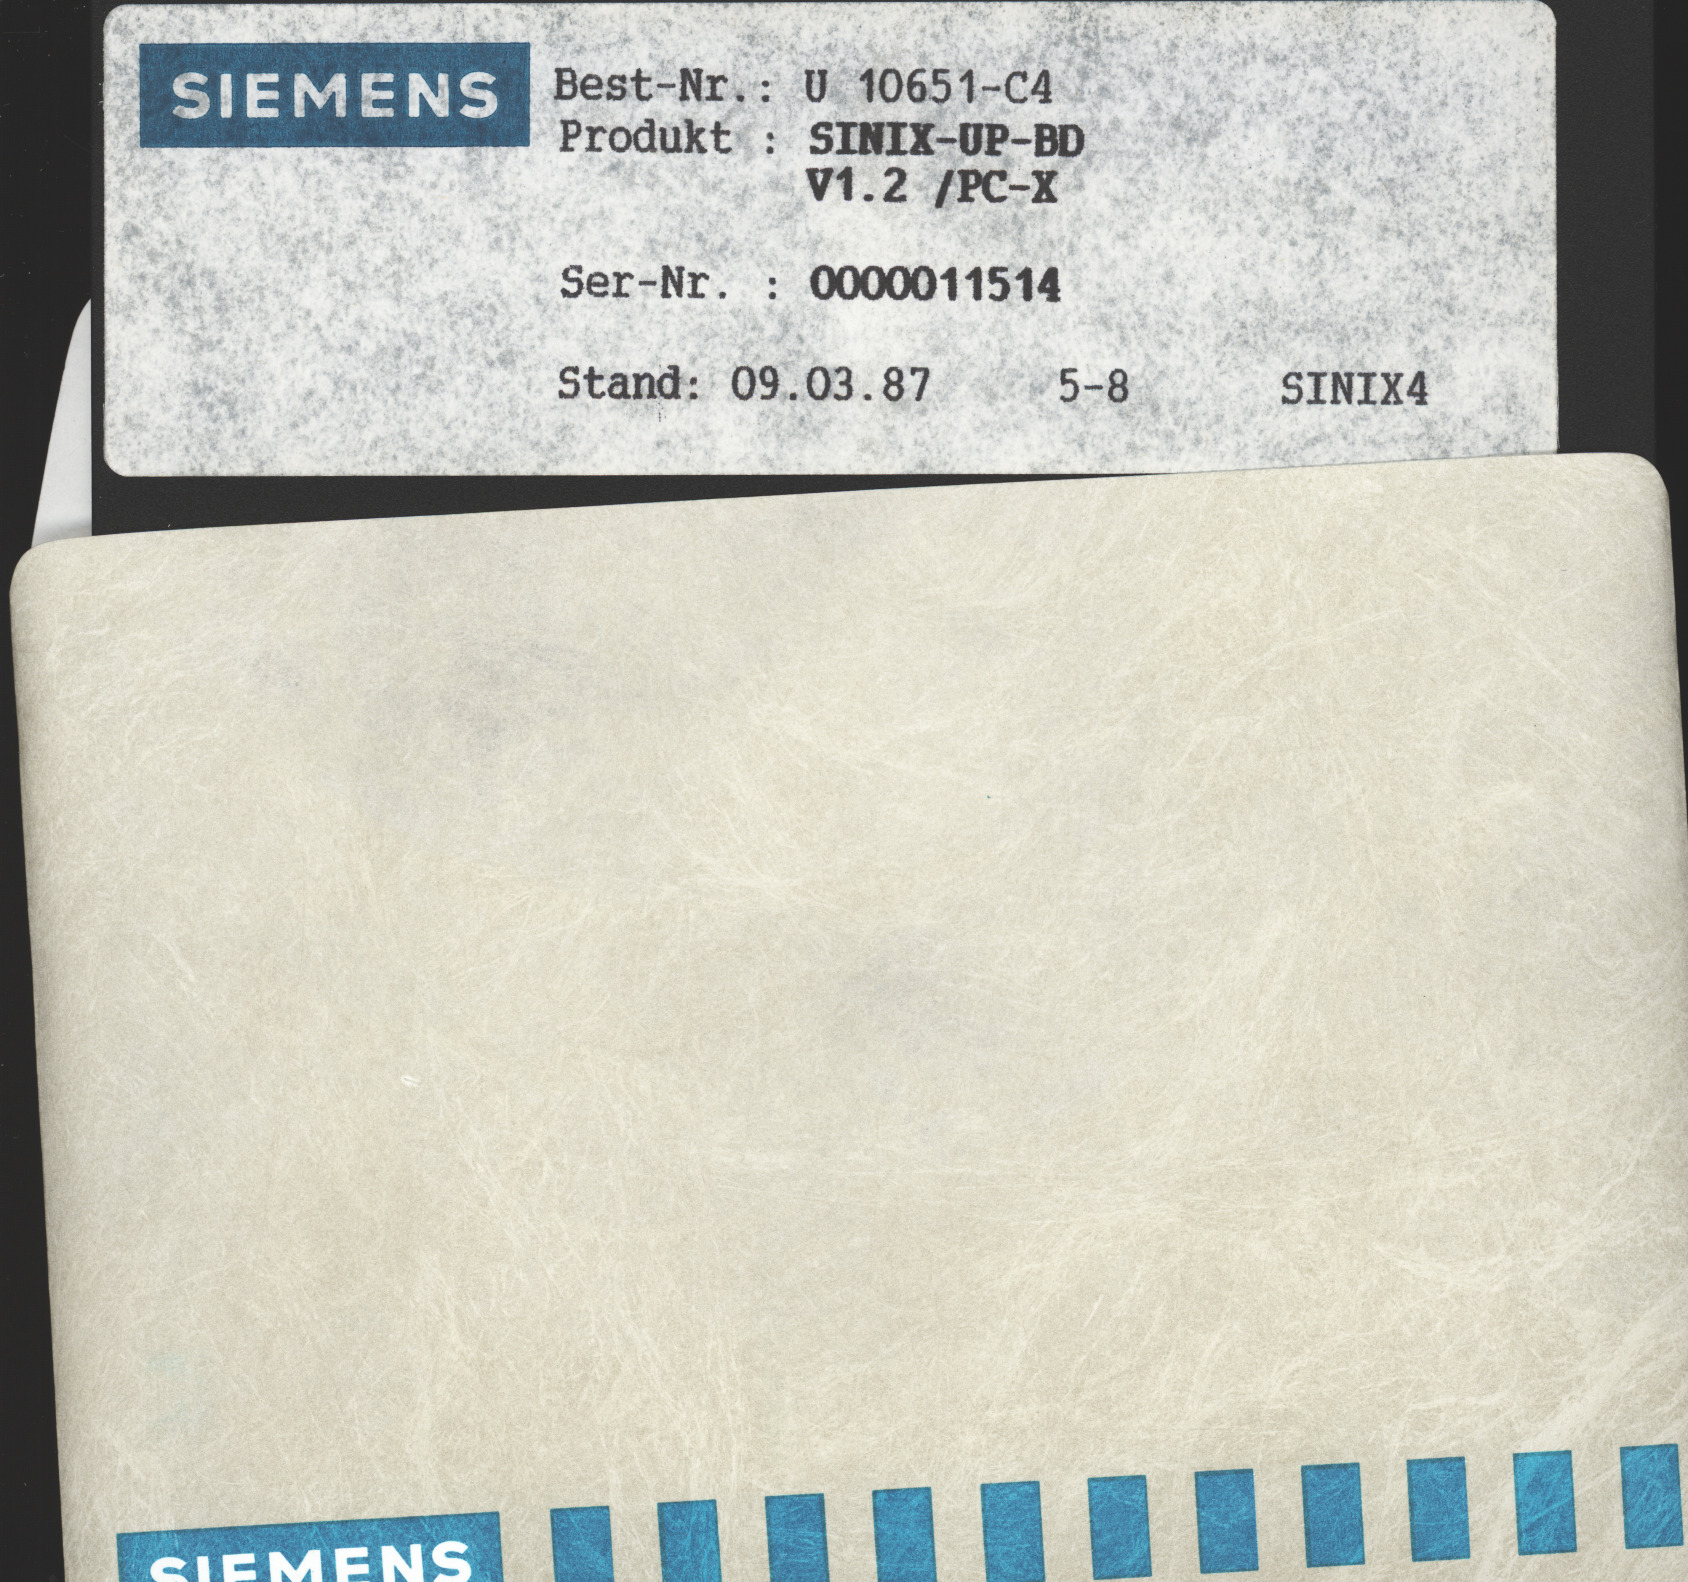 SIEMENS
Best-Nr.: U 10651-C4
Produkt : SINIX-UP-BD
V1.2 /PC-X
Ser-Nr. : 0000011514
Stand: 09.03.87 5-8 SINIX4
SIEMENS